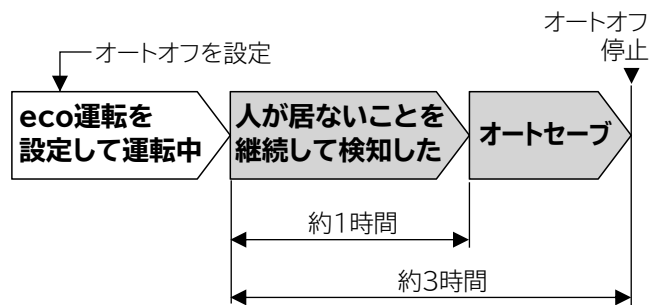 オートオフを設定
オートオフ
停止
eco運転を
設定して運転中
人が居ないことを
継続して検知した
オートセーブ
約1時間
約3時間